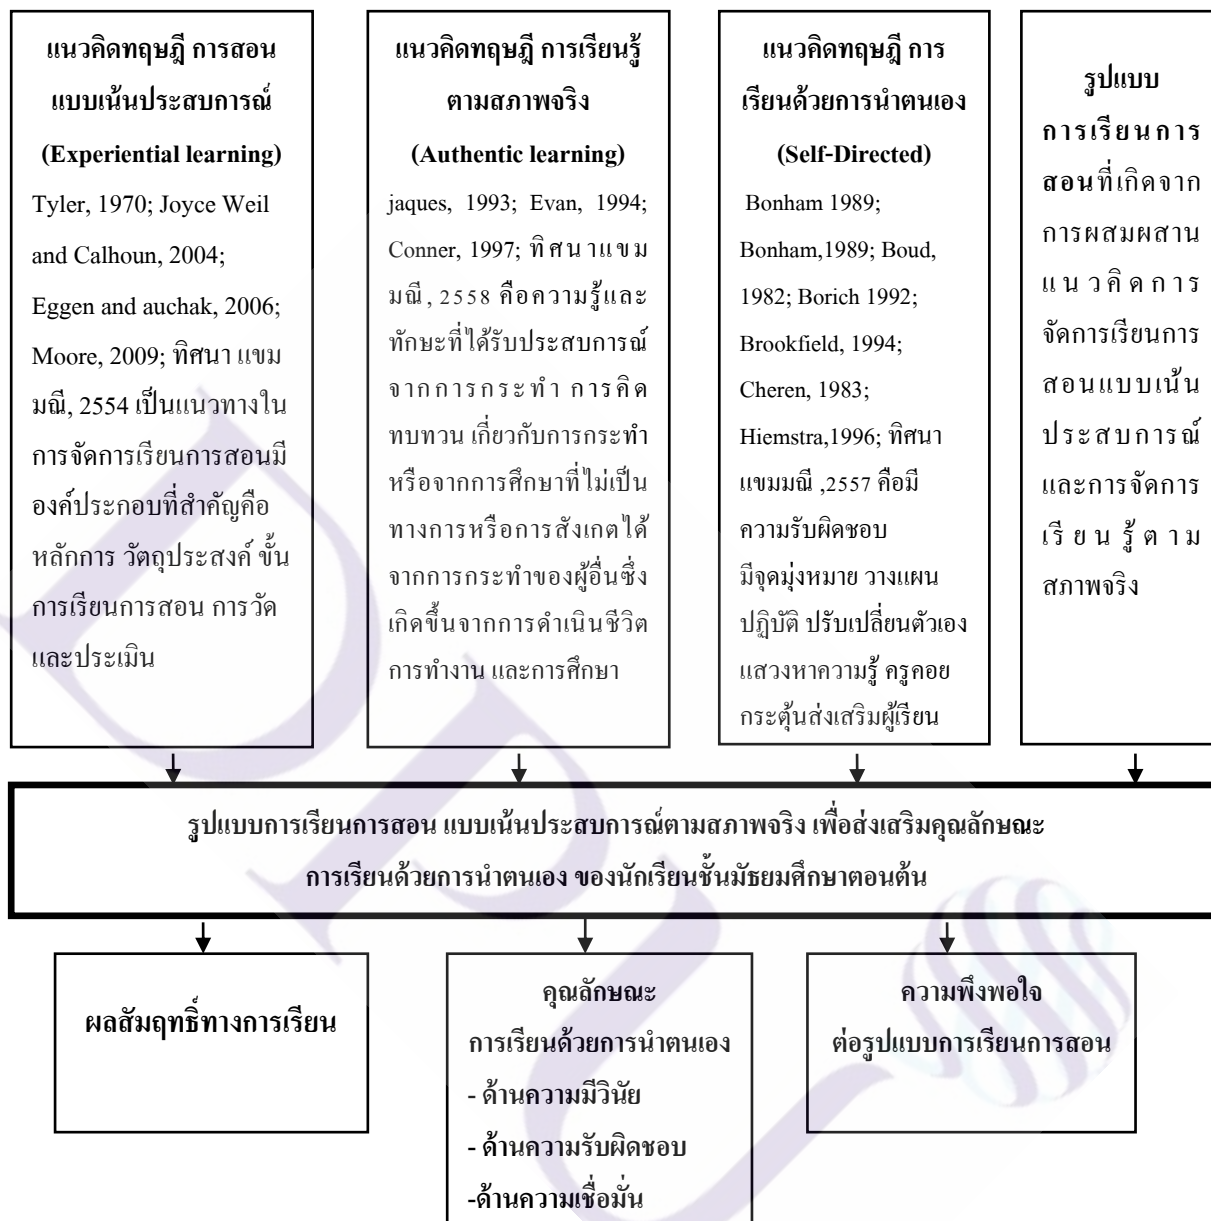 แนวคิดทฤษฎี การสอน
แบบเน้นประสบการณ์
(Experiential learning)
Tyler, 1970; Joyce Weil
and Calhoun, 2004;
Eggen and auchak, 2006;
Moore, 2009; ทิศนา แขม
มณี, 2554 เป็นแนวทางใน
การจัดการเรียนการสอนมี
องค์ประกอบที่สำคัญคือ
หลักการ วัตถุประสงค์ ขั้น
การเรียนการสอน การวัด
และประเมิน
แนวคิดทฤษฎี การเรียนรู้
ตามสภาพจริง
(Authentic learning)
jaques, 1993; Evan, 1994;
Conner, 1997; ทิศนาแขม
มณี, 2558 คือความรู้และ
ทักษะที่ได้รับประสบการณ์
จากการกระทำ การคิด
ทบทวน เกี่ยวกับการกระทำ
หรือจากการศึกษาที่ไม่เป็น
ทางการหรือการสังเกตได้
จากการกระทำของผู้อื่นซึ่ง
เกิดขึ้นจากการดำเนินชีวิต
การทำงาน และการศึกษา
แนวคิดทฤษฎี การ
เรียนด้วยการนำตนเอง
(Self-Directed)
Bonham 1989;
Bonham,1989; Boud,
1982; Borich 1992;
Brookfield, 1994;
Cheren, 1983;
Hiemstra,1996; ทิศนา
แขมมณี ,2557 คือมี
ความรับผิดชอบ
มีจุดมุ่งหมาย วางแผน
ปฏิบัติ ปรับเปลี่ยนตัวเอง
แสวงหาความรู้ ครูคอย
กระตุ้นส่งเสริมผู้เรียน
รูปแบบ
การเรียนการ
สอนที่เกิดจาก
การผสมผสาน
แนวคิดการ
จัดการเรียนการ
สอนแบบเน้น
ประสบการณ์
และการจัดการ
เรียนรู้ตาม
สภาพจริง
รูปแบบการเรียนการสอน แบบเน้นประสบการณ์ตามสภาพจริง เพื่อส่งเสริมคุณลักษณะ
การเรียนด้วยการนำตนเอง ของนักเรียนชั้นมัธยมศึกษาตอนต้น
ผลสัมฤทธิ์ทางการเรียน
คุณลักษณะ
การเรียนด้วยการนำตนเอง
- ด้านความมีวินัย
- ด้านความรับผิดชอบ
-ด้านความเชื่อมั่น
ความพึงพอใจ
ต่อรูปแบบการเรียนการสอน
DPU